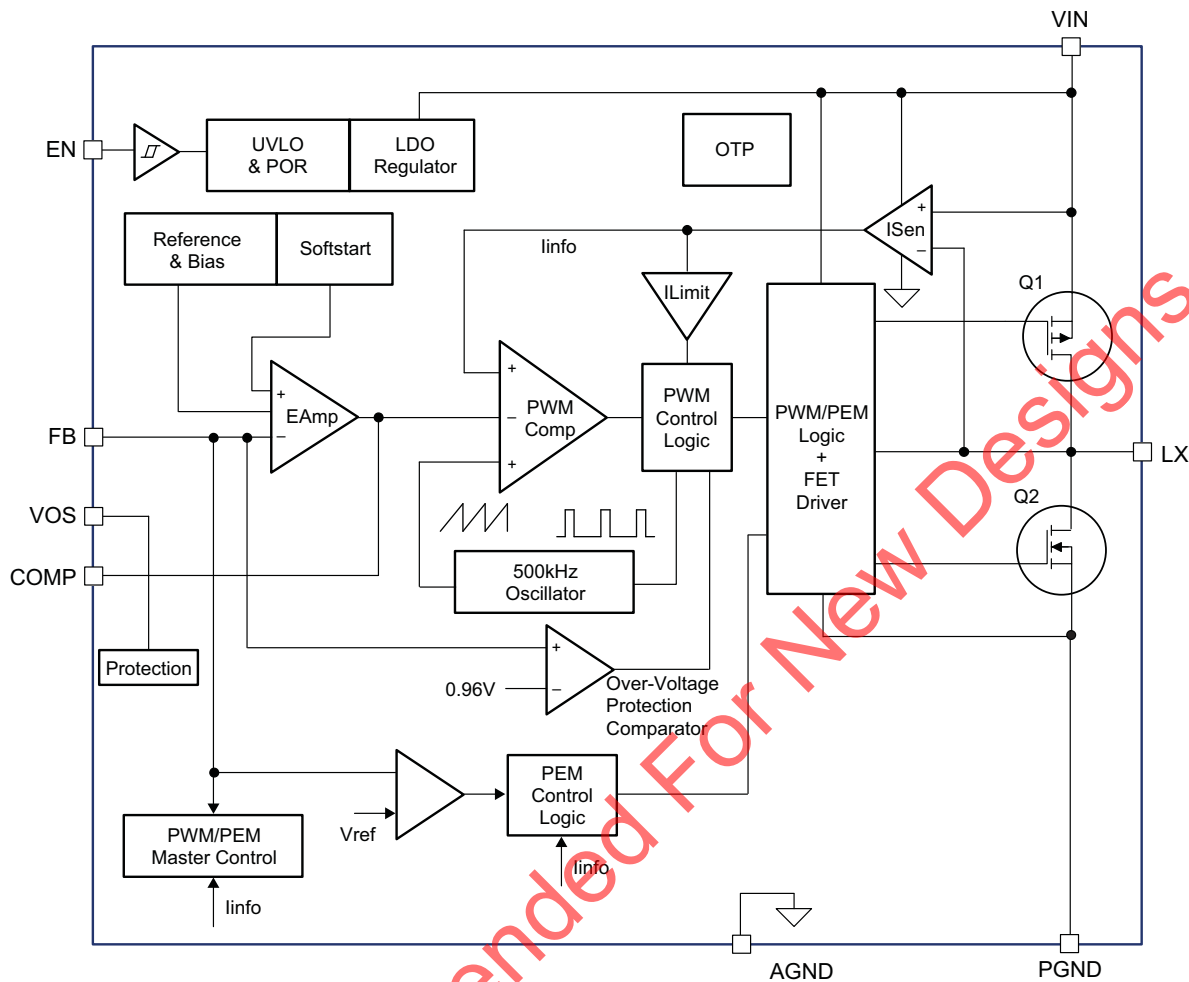 VIN
EN
UVLO
& POR
LDO
Regulator
OTP
Reference
& Bias
Softstart
+
ISen
−
Iinfo
ILimit
Q1
+
EAmp
−
+
−
PWM
Comp
+
PWM
Control
Logic
PWM/PEM
Logic
+
FET
Driver
FB
LX
VOS
Q2
COMP
500kHz
Oscillator
Protection
+
0.96V
−
Over-Voltage
Protection
Comparator
PEM
Control
Logic
Vref
PWM/PEM
Master Control
Iinfo
Iinfo
AGND
PGND
ended For New Designs